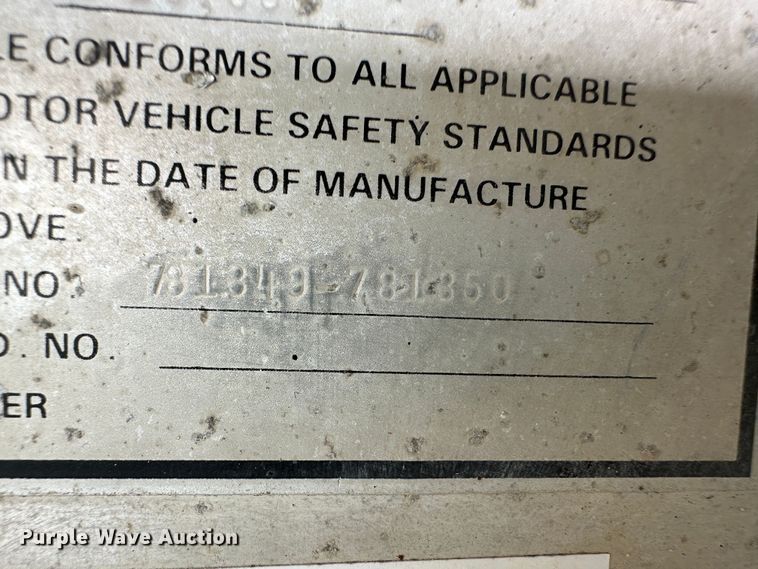 LE CONFORMS TO ALL APPLICABLE
OTOR VEHICLE SAFETY STANDARDS
N THE DATE OF MANUFACTURE
OVE.
NO. 781349-781350
D. NO.
ER
Purple Wave Auction